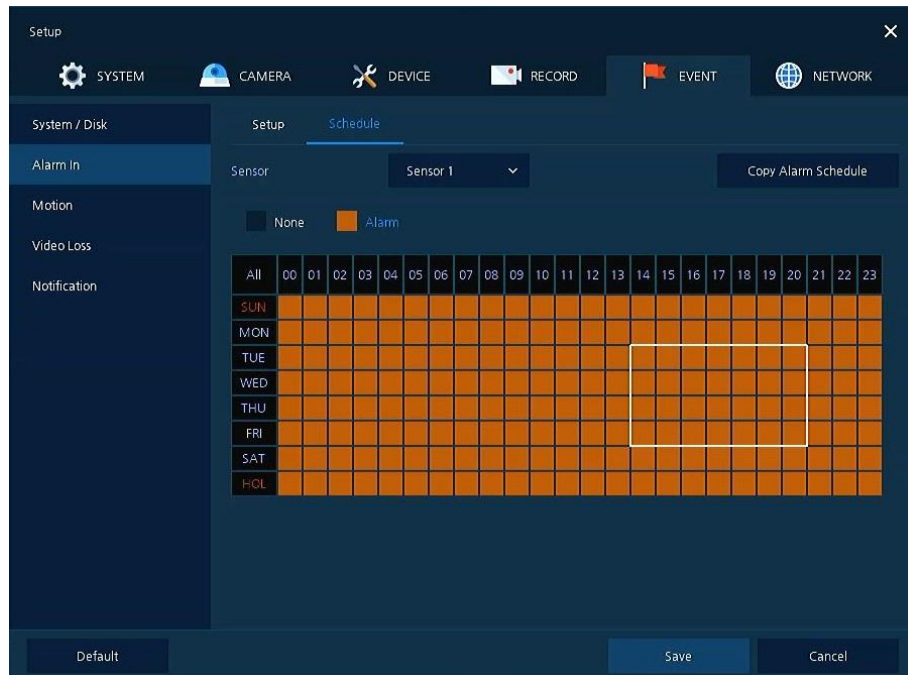 Setup
SYSTEM CAMERA DEVICE RECORD EVENT NETWORK
System / Disk
Alarm In
Motion
Video Loss
Notification
Setup Schedule
Sensor Sensor 1 Copy Alarm Schedule
None Alarm
All 00 01 02 03 04 05 06 07 08 09 10 11 12 13 14 15 16 17 18 19 20 21 22 23
SUN
MON
TUE
WED
THU
FRI
SAT
HOL
Default Save Cancel